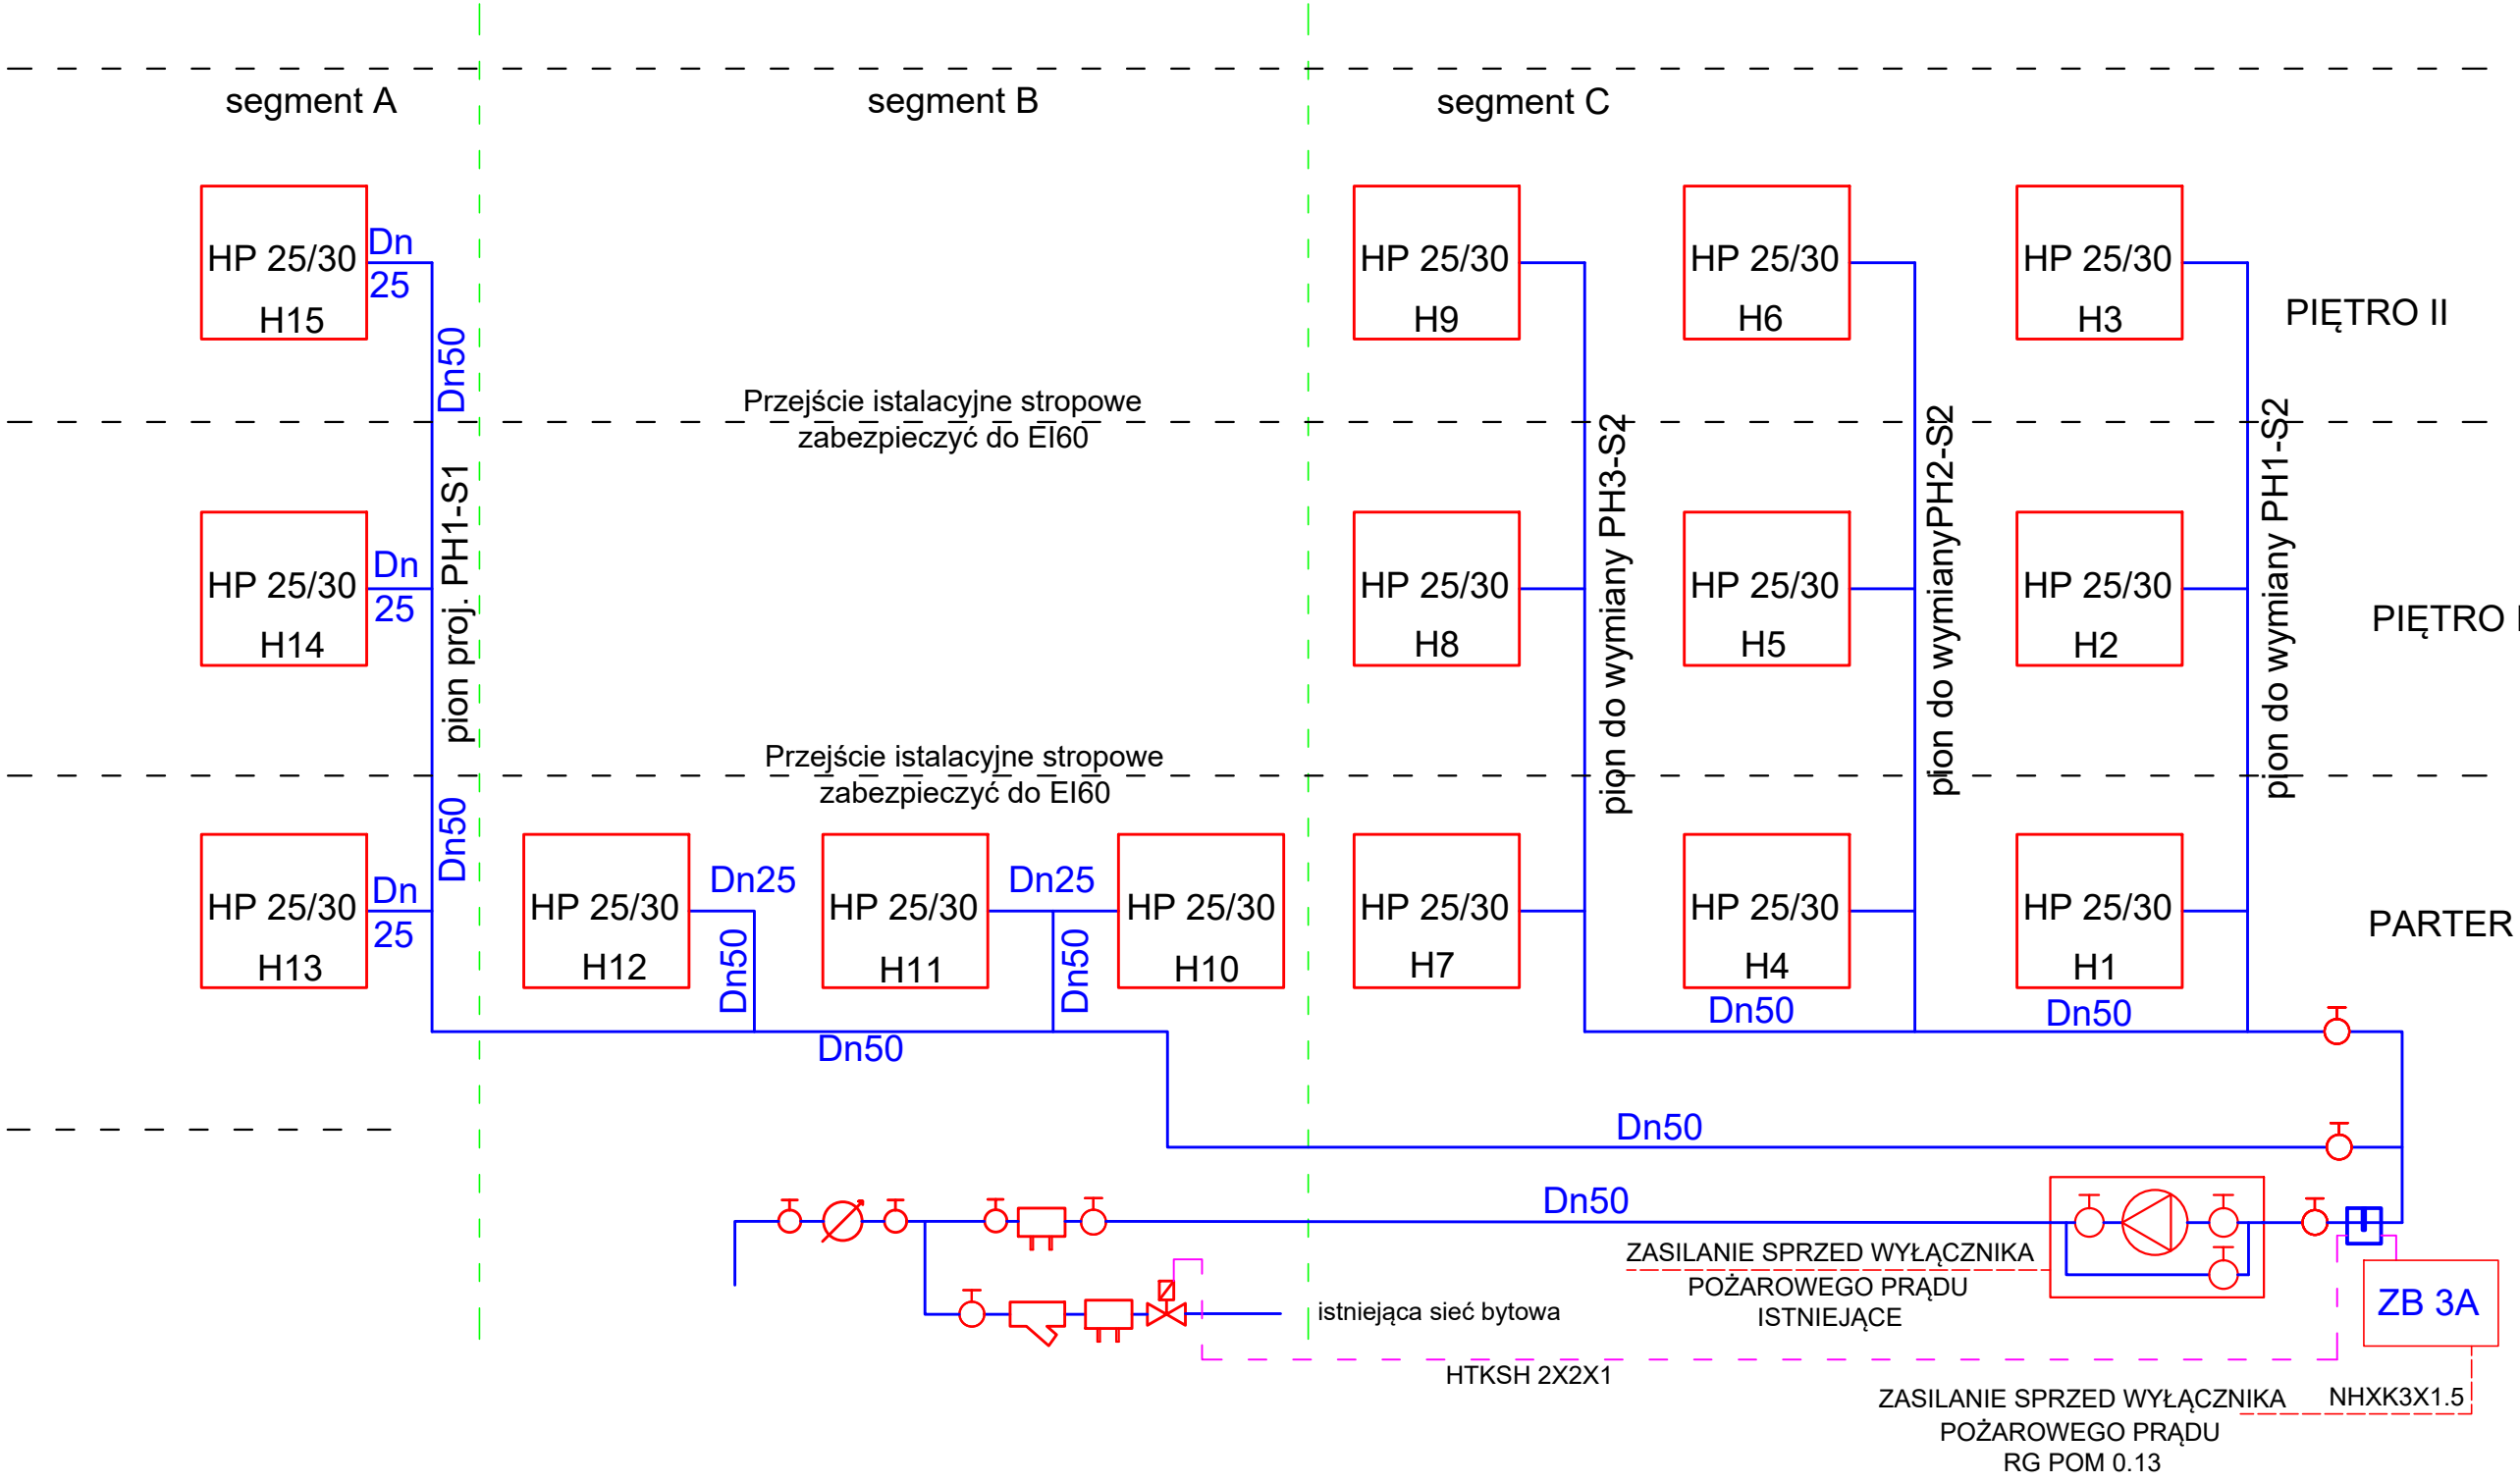 segment A
segment B
segment C
HP 25/30
H15
Dn
25
HP 25/30
H9
HP 25/30
H6
HP 25/30
H3
PIĘTRO II
Dn50
Przejście istalacyjne stropowe
zabezpieczyć do EI60
pion proj. PH1-S1
pion do wymiany PH3-S2
pion do wymianyPH2-S2
pion do wymiany PH1-S2
HP 25/30
H14
Dn
25
HP 25/30
H8
HP 25/30
H5
HP 25/30
H2
PIĘTRO I
Przejście istalacyjne stropowe
zabezpieczyć do EI60
Dn50
HP 25/30
H13
Dn
25
HP 25/30
H12
Dn25
Dn50
HP 25/30
H11
Dn25
Dn50
HP 25/30
H10
HP 25/30
H7
HP 25/30
H4
HP 25/30
H1
PARTER
Dn50
Dn50
Dn50
Dn50
Dn50
ZASILANIE SPRZED WYŁĄCZNIKA
POŻAROWEGO PRĄDU
ISTNIEJĄCE
istniejąca sieć bytowa
ZB 3A
HTKSH 2X2X1
ZASILANIE SPRZED WYŁĄCZNIKA
POŻAROWEGO PRĄDU
RG POM 0.13
NHXK3X1.5